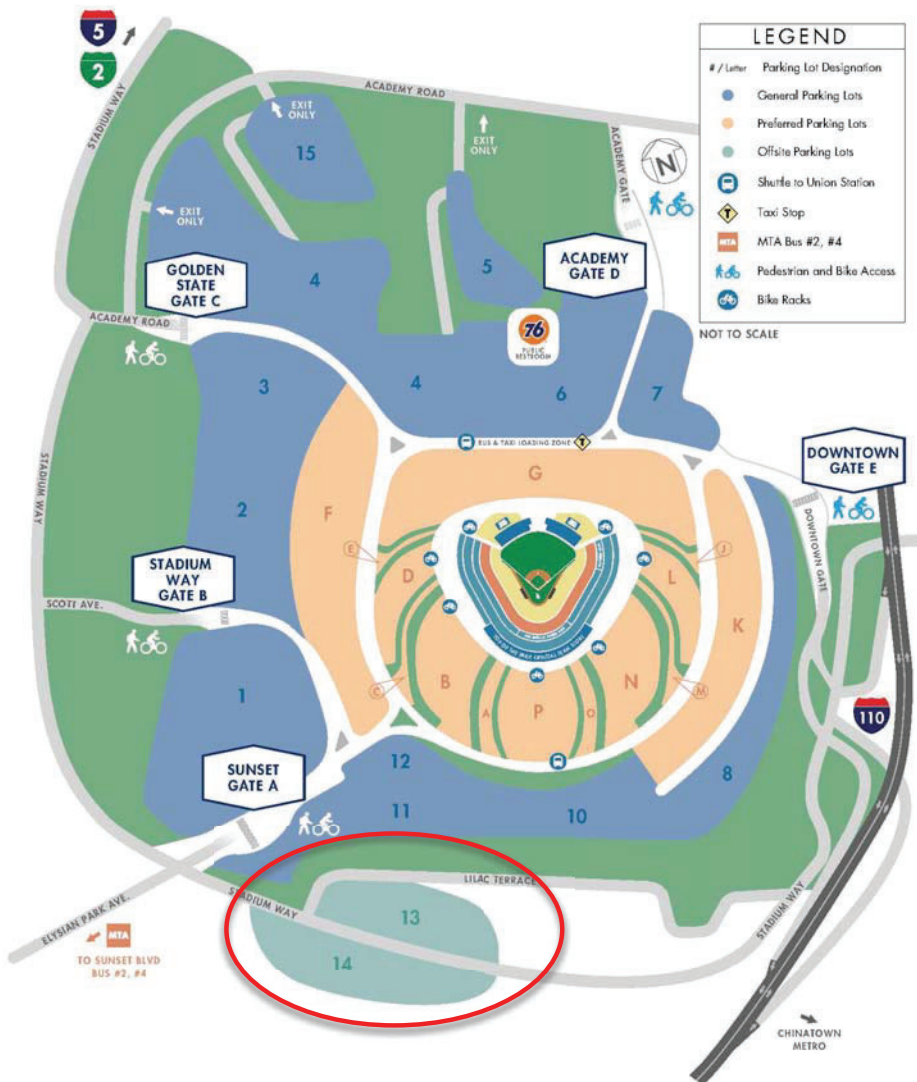 5
2
STADIUM WAY
ACADEMY ROAD
EXIT
ONLY
15
EXIT
ONLY
ACADEMY GATE
N
LEGEND
# / Letter Parking Lot Designation
General Parking Lots
Preferred Parking Lots
Offsite Parking Lots
Shuttle to Union Station
T Taxi Stop
MTA MTA Bus #2, #4
Pedestrian and Bike Access
Bike Racks
NOT TO SCALE
EXIT
ONLY
GOLDEN
STATE
GATE C
4
5
ACADEMY
GATE D
ACADEMY ROAD
76
PUBLIC
RESTROOM
3
4
6
7
BUS & TAXI LOADING ZONE
T
DOWNTOWN
GATE E
G
STADIUM WAY
2
F
DOWNTOWN GATE
E
J
STADIUM
WAY
GATE B
D
L
K
SCOTT AVE.
C
B
N
M
1
A
P
O
110
SUNSET
GATE A
12
8
11
10
LILAC TERRACE
STADIUM WAY
13
14
STADIUM WAY
ELYSIAN PARK AVE.
MTA
TO SUNSET BLVD
BUS #2, #4
CHINATOWN
METRO